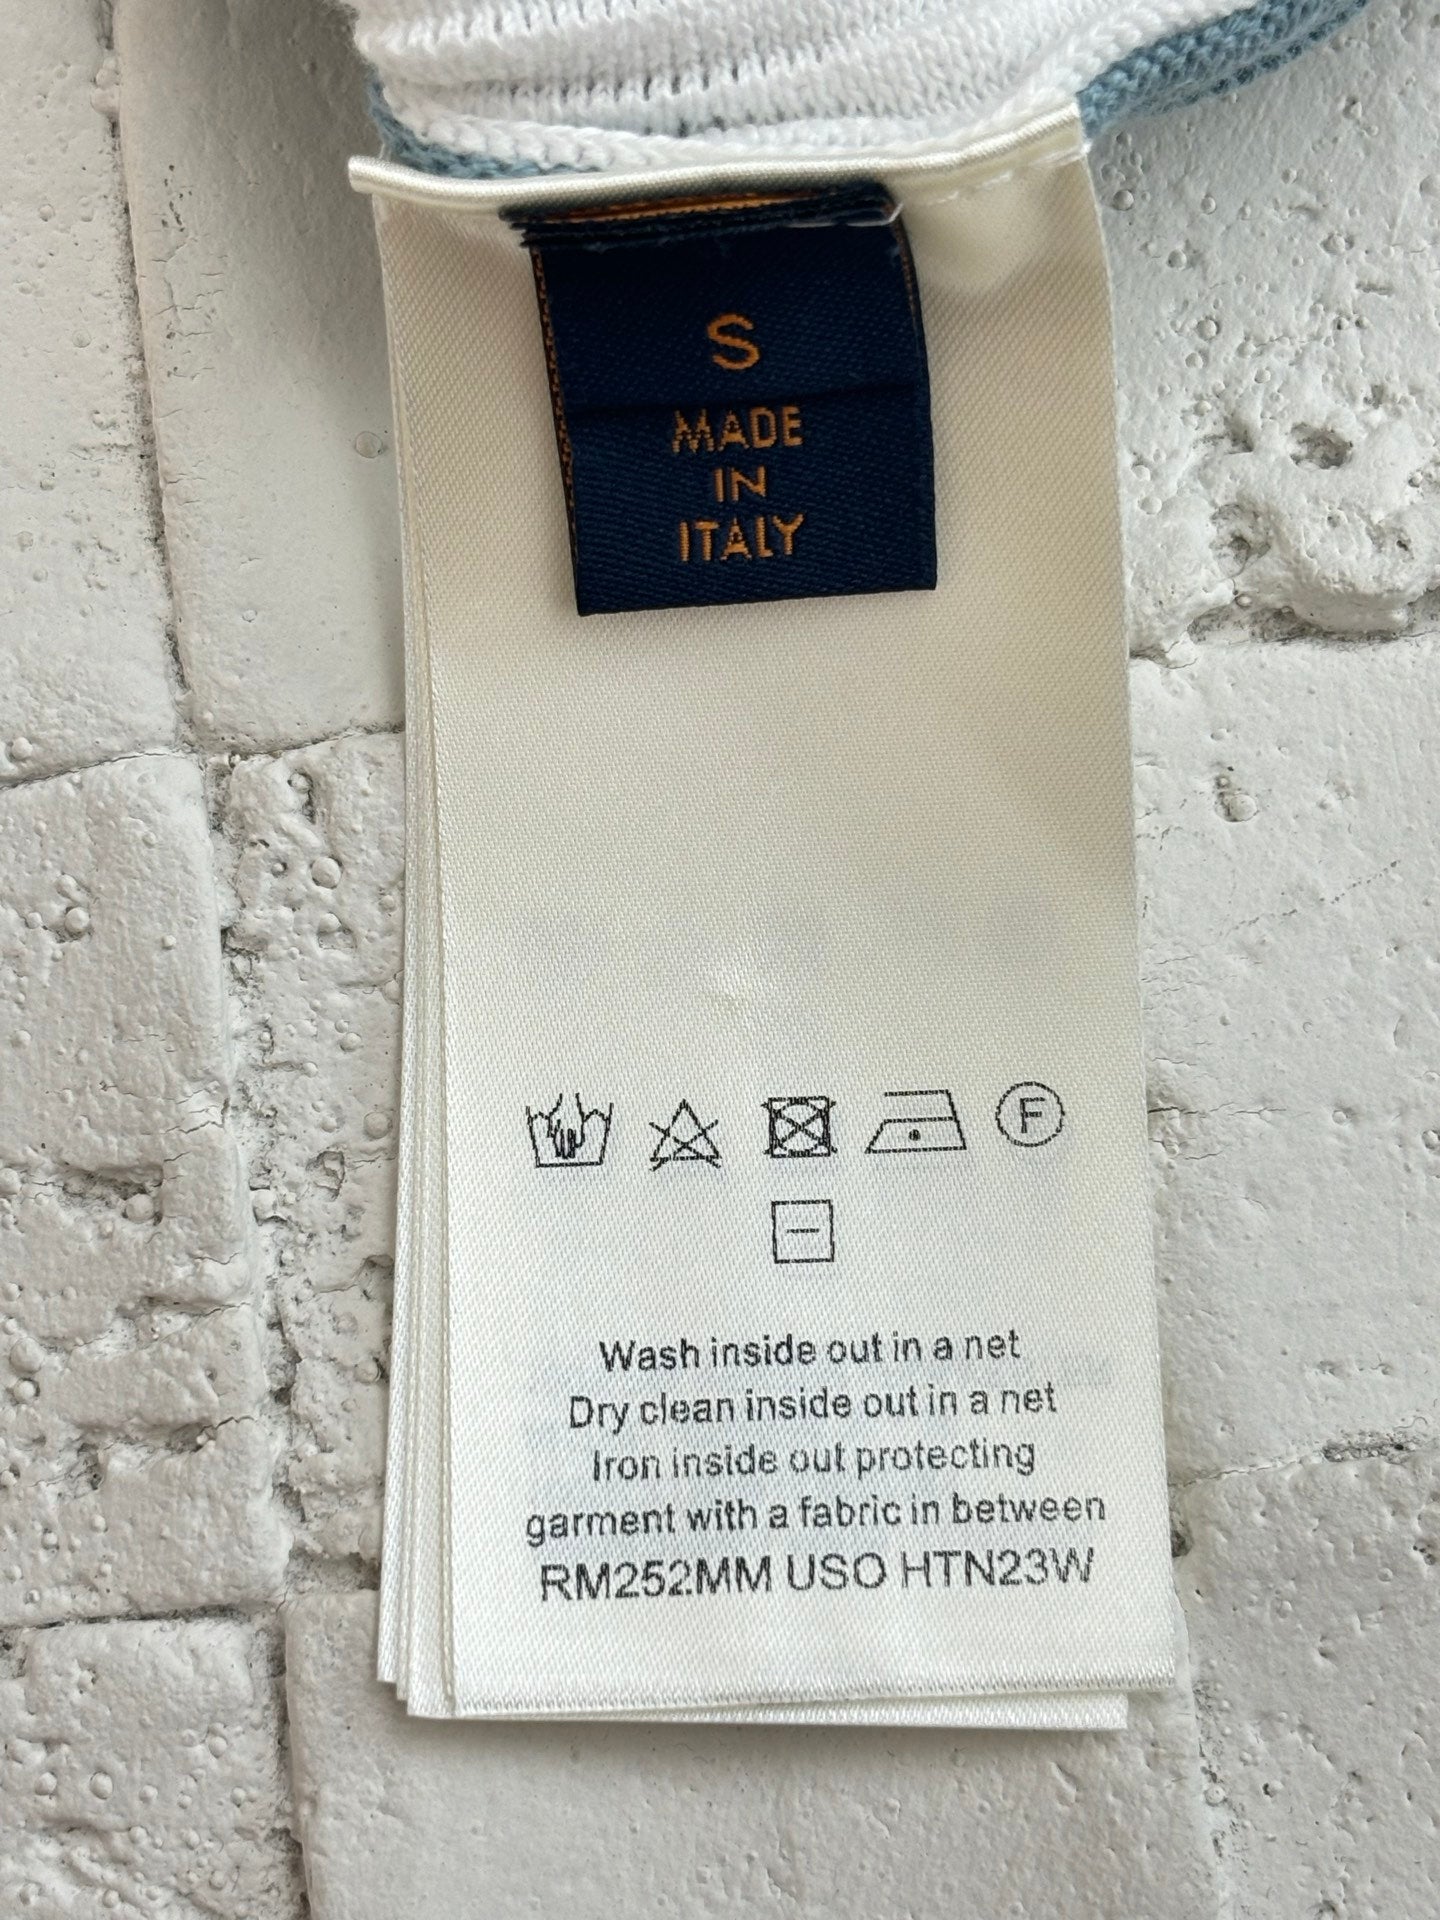 S
MADE
IN
ITALY
F
Wash inside out in a net
Dry clean inside out in a net
Iron inside out protecting
garment with a fabric in between
RM252MM USO HTN23W